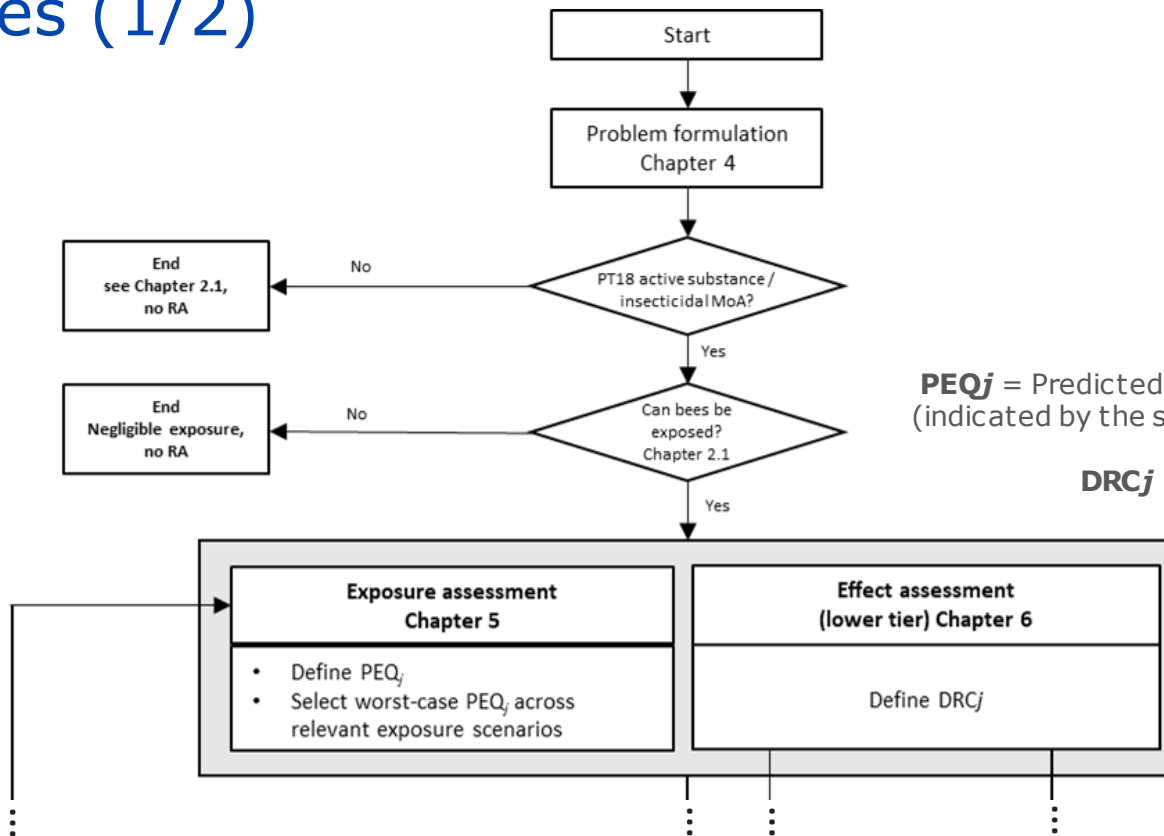 es (1/2)
Start
Problem formulation
Chapter 4
PT18 active substance /
insecticidal MoA?
No
End
see Chapter 2.1,
no RA
Yes
Can bees be
exposed?
Chapter 2.1
No
End
Negligible exposure,
no RA
PEQj = Predicted
(indicated by the s
DRCj
Yes
Exposure assessment
Chapter 5
• Define PEQj
• Select worst-case PEQj across
relevant exposure scenarios
Effect assessment
(lower tier) Chapter 6
Define DRCj